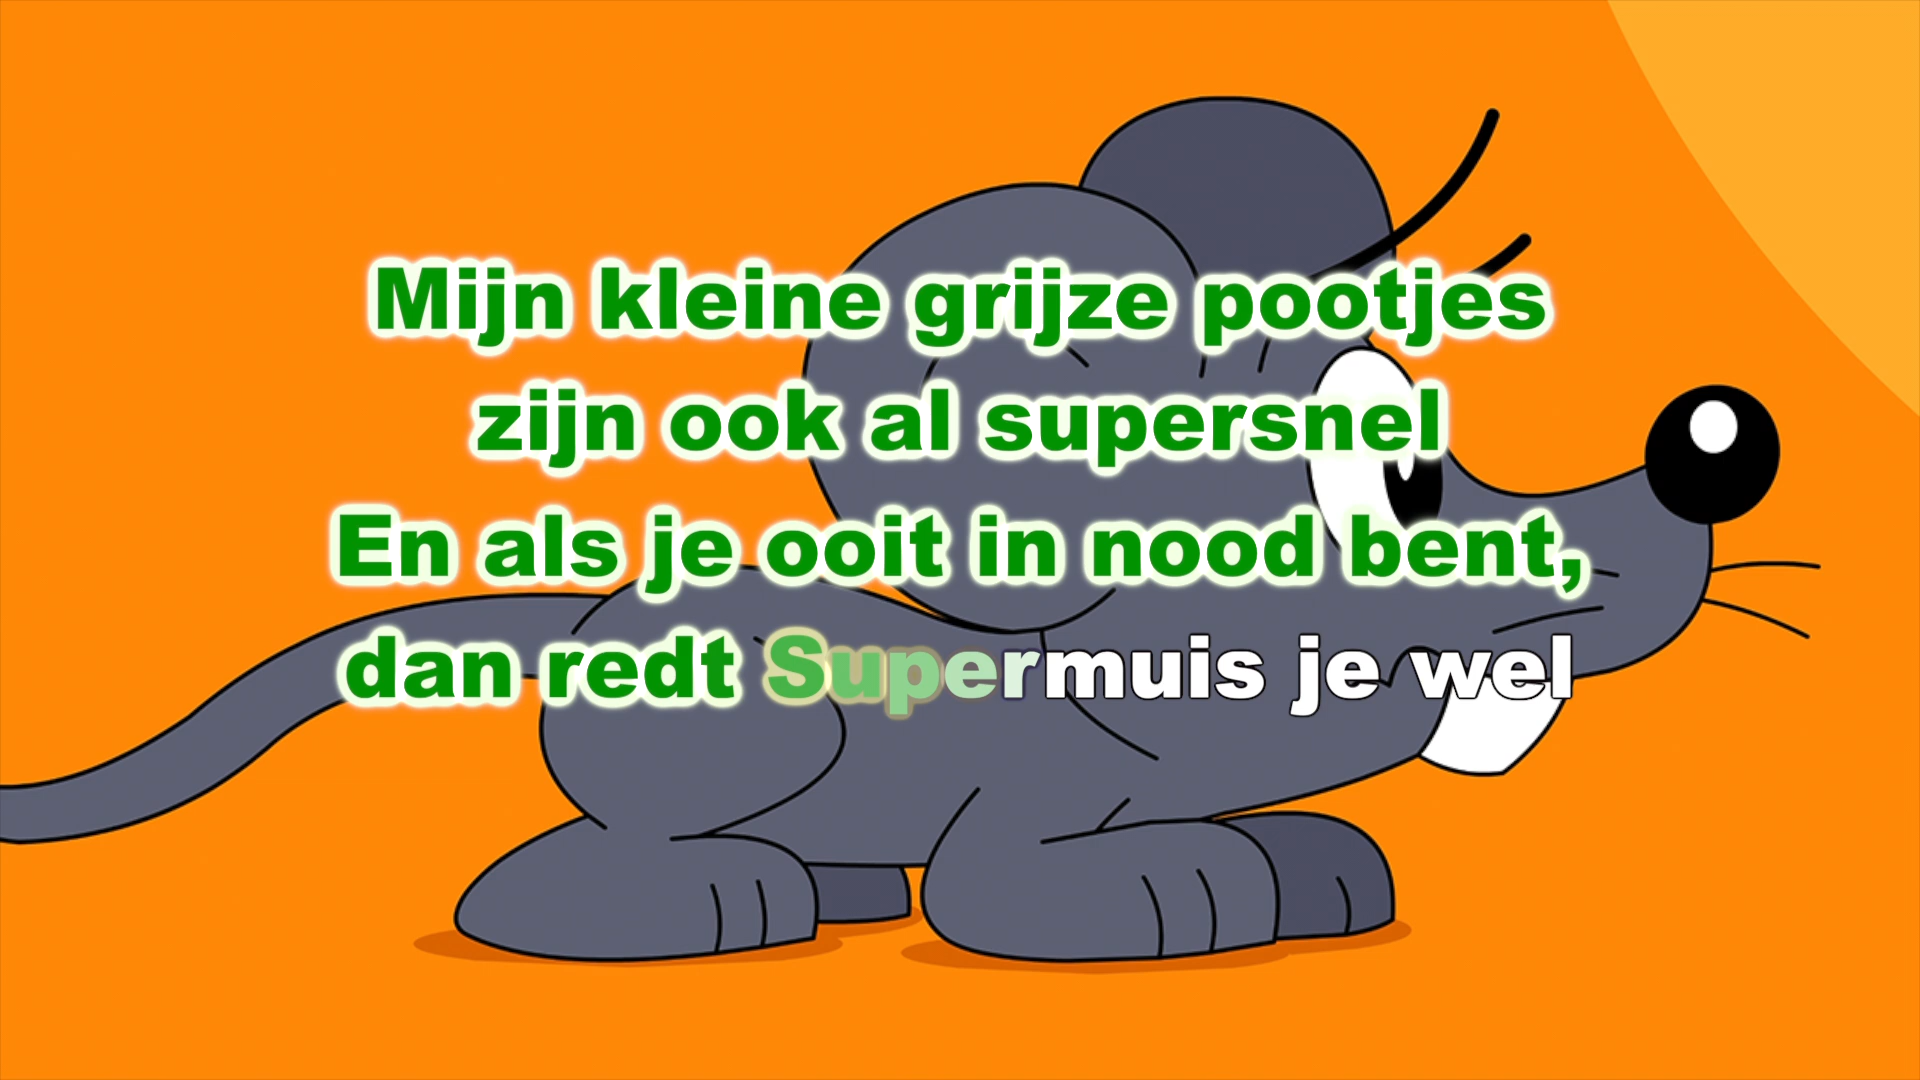 Mijn kleine grijze pootjes
zijn ook al supersnel
En als je ooit in nood bent,
dan redt Supermuis je wel